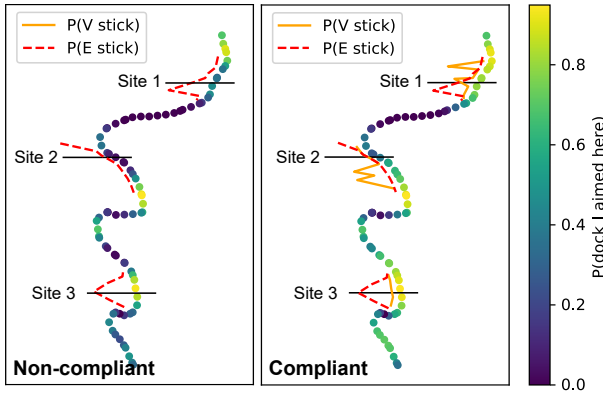 P(V stick)
P(E stick)
Site 1
Site 2
Site 3
Non-compliant
P(V stick)
P(E stick)
Site 1
Site 2
Site 3
Compliant
0.8
0.6
0.4
0.2
0.0
P(dock | aimed here)